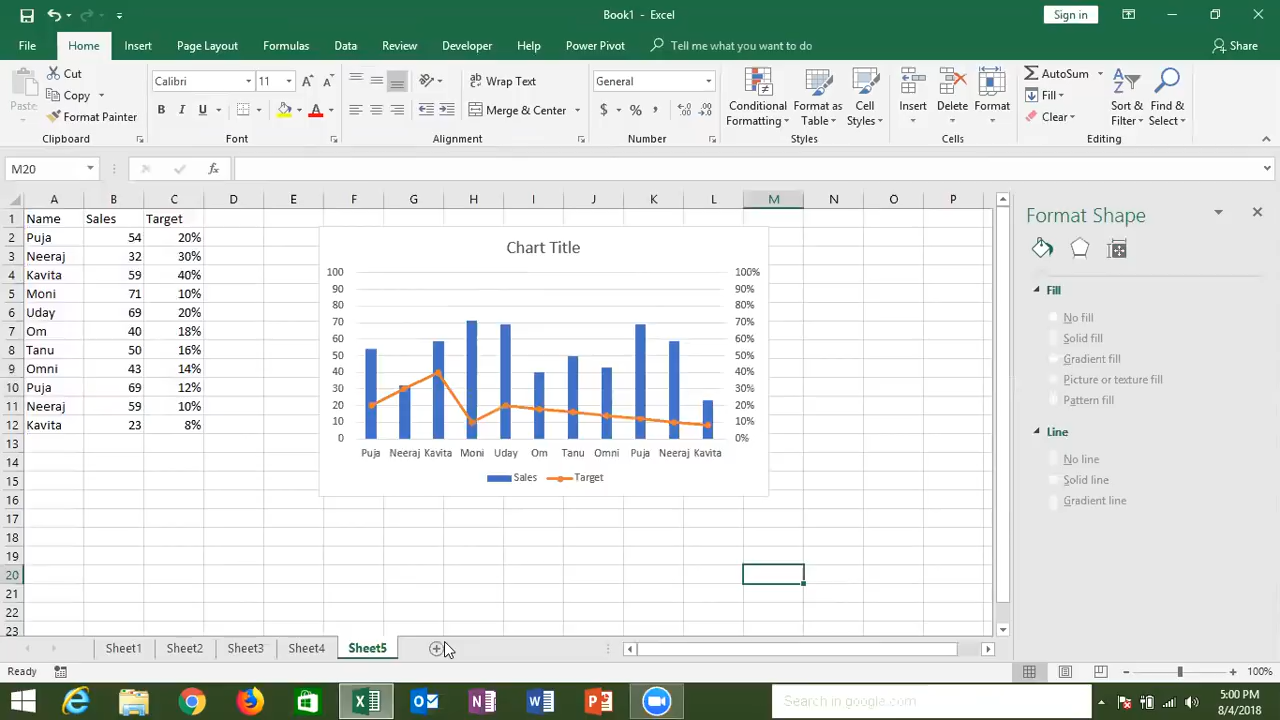 Book1 - Excel
Sign in
File Home Insert Page Layout Formulas Data Review View Developer Help Power Pivot Tell me what you want to do Share
Paste
Cut
Copy
Format Painter
Clipboard
Calibri 11
B I U
Font
Wrap Text
Merge & Center
Alignment
General
$ % ,
Number
Conditional Formatting
Format as Table
Cell Styles
Styles
Insert
Delete
Format
Cells
AutoSum
Fill
Clear
Sort & Filter
Find & Select
Editing
M20
fx
A B C D E F G H I J K L M N O P
1 Name Sales Target
2 Puja 54 20%
3 Neeraj 32 30%
4 Kavita 59 40%
5 Moni 71 10%
6 Uday 69 20%
7 Om 40 18%
8 Tanu 50 16%
9 Omni 43 14%
10 Puja 69 12%
11 Neeraj 59 10%
12 Kavita 23 8%
13
14
15
16
17
18
19
20
21
22
23
Chart Title
100 100%
90 90%
80 80%
70 70%
60 60%
50 50%
40 40%
30 30%
20 20%
10 10%
0 0%
Puja Neeraj Kavita Moni Uday Om Tanu Omni Puja Neeraj Kavita
Sales Target
Format Shape
Fill
No fill
Solid fill
Gradient fill
Picture or texture fill
Pattern fill
Line
No line
Solid line
Gradient line
Sheet1 Sheet2 Sheet3 Sheet4 Sheet5
Ready
100%
Search in google.com
5:00 PM
8/4/2018